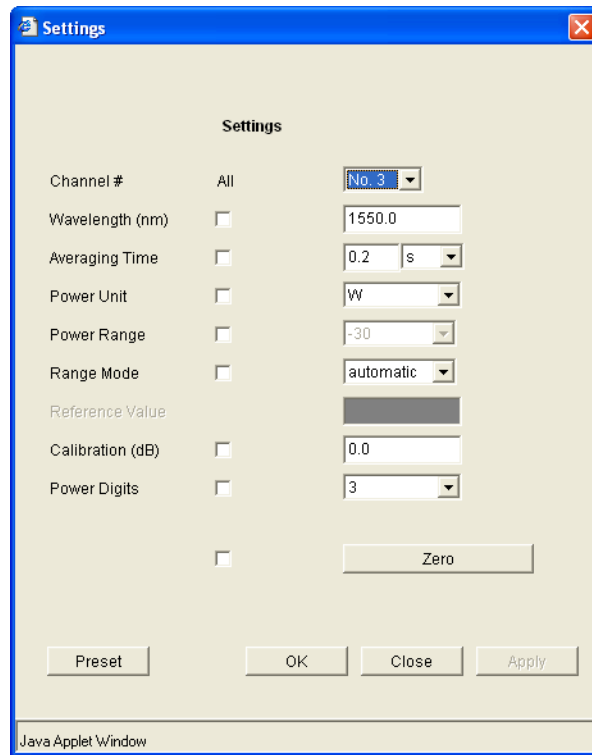 Settings
Settings
Channel # All No. 3
Wavelength (nm) 1550.0
Averaging Time 0.2 s
Power Unit W
Power Range -30
Range Mode automatic
Reference Value
Calibration (dB) 0.0
Power Digits 3
Zero
Preset OK Close Apply
Java Applet Window